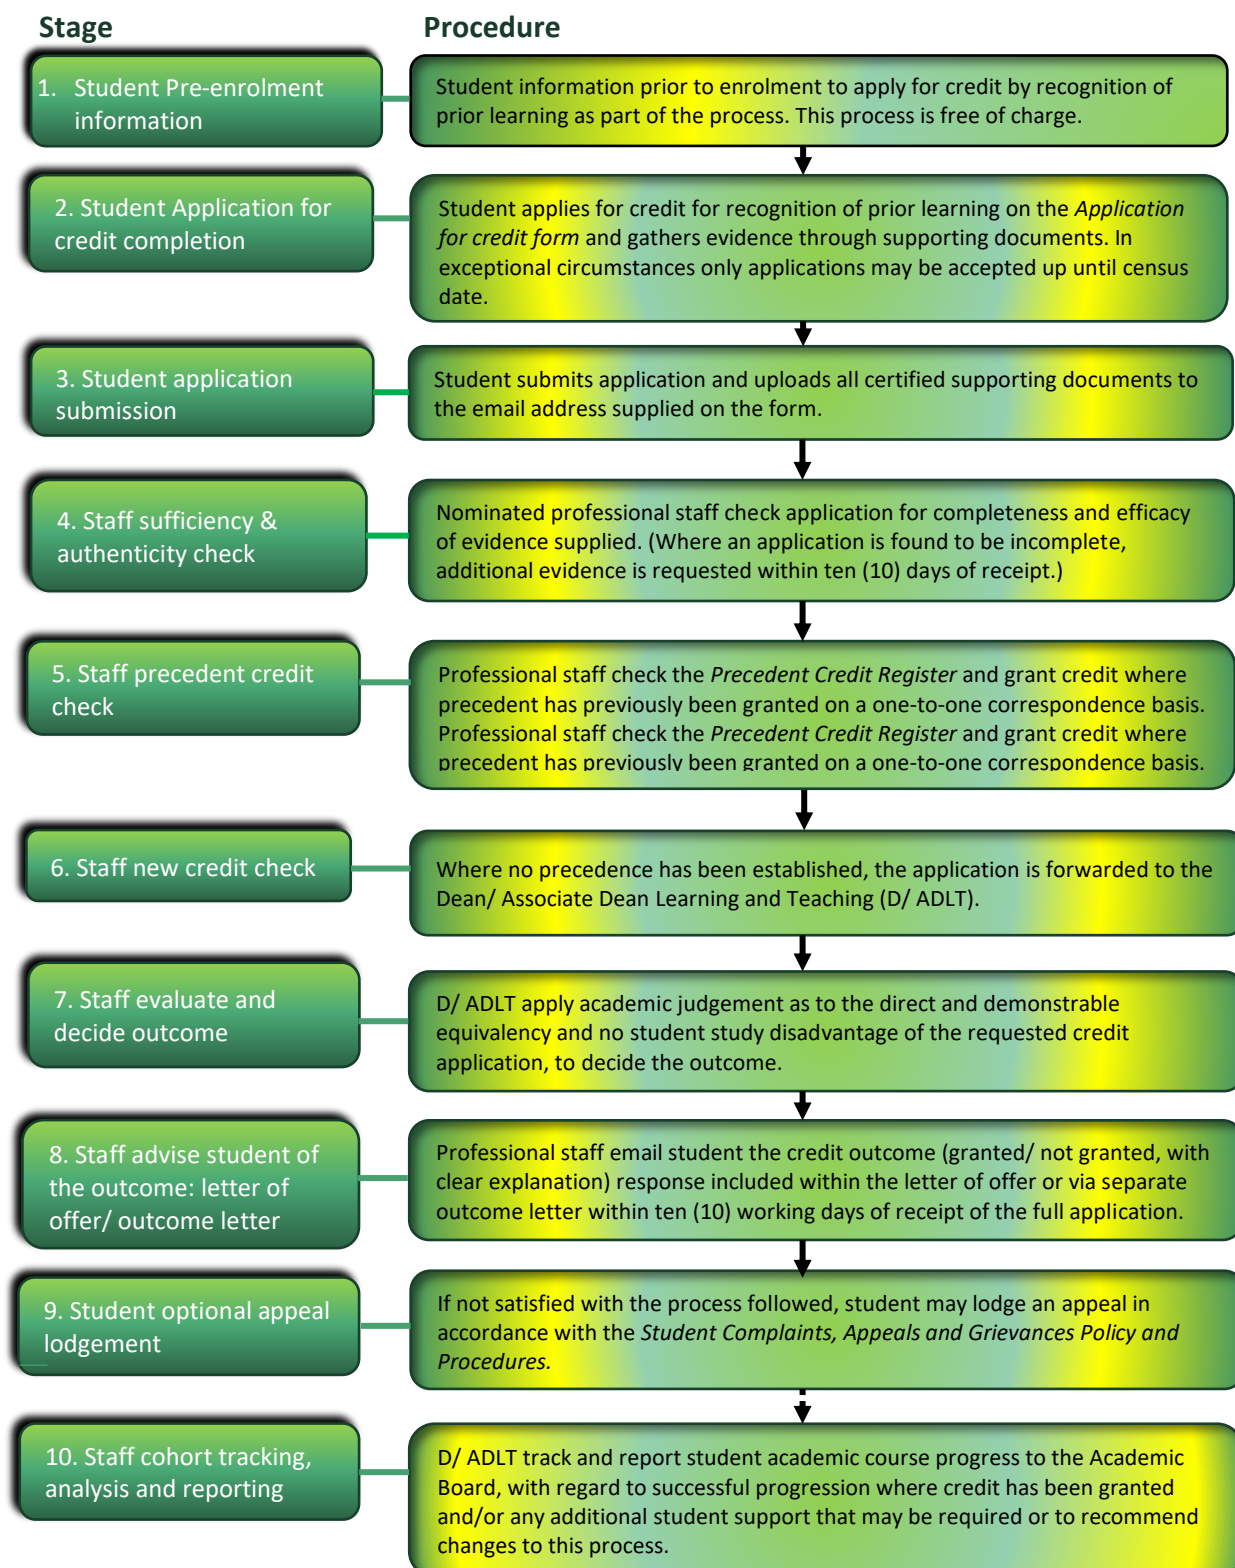 Stage
Procedure
1. Student Pre-enrolment
information
Student information prior to enrolment to apply for credit by recognition of
prior learning as part of the process. This process is free of charge.
2. Student Application for
credit completion
Student applies for credit for recognition of prior learning on the Application
for credit form and gathers evidence through supporting documents. In
exceptional circumstances only applications may be accepted up until census
date.
3. Student application
submission
Student submits application and uploads all certified supporting documents to
the email address supplied on the form.
4. Staff sufficiency &
authenticity check
Nominated professional staff check application for completeness and efficacy
of evidence supplied. (Where an application is found to be incomplete,
additional evidence is requested within ten (10) days of receipt.)
5. Staff precedent credit
check
Professional staff check the Precedent Credit Register and grant credit where
precedent has previously been granted on a one-to-one correspondence basis.
Professional staff check the Precedent Credit Register and grant credit where
precedent has previously been granted on a one-to-one correspondence basis.
6. Staff new credit check
Where no precedence has been established, the application is forwarded to the
Dean/ Associate Dean Learning and Teaching (D/ ADLT).
7. Staff evaluate and
decide outcome
D/ ADLT apply academic judgement as to the direct and demonstrable
equivalency and no student study disadvantage of the requested credit
application, to decide the outcome.
8. Staff advise student of
the outcome: letter of
offer/ outcome letter
Professional staff email student the credit outcome (granted/ not granted, with
clear explanation) response included within the letter of offer or via separate
outcome letter within ten (10) working days of receipt of the full application.
9. Student optional appeal
lodgement
If not satisfied with the process followed, student may lodge an appeal in
accordance with the Student Complaints, Appeals and Grievances Policy and
Procedures.
10. Staff cohort tracking,
analysis and reporting
D/ ADLT track and report student academic course progress to the Academic
Board, with regard to successful progression where credit has been granted
and/or any additional student support that may be required or to recommend
changes to this process.